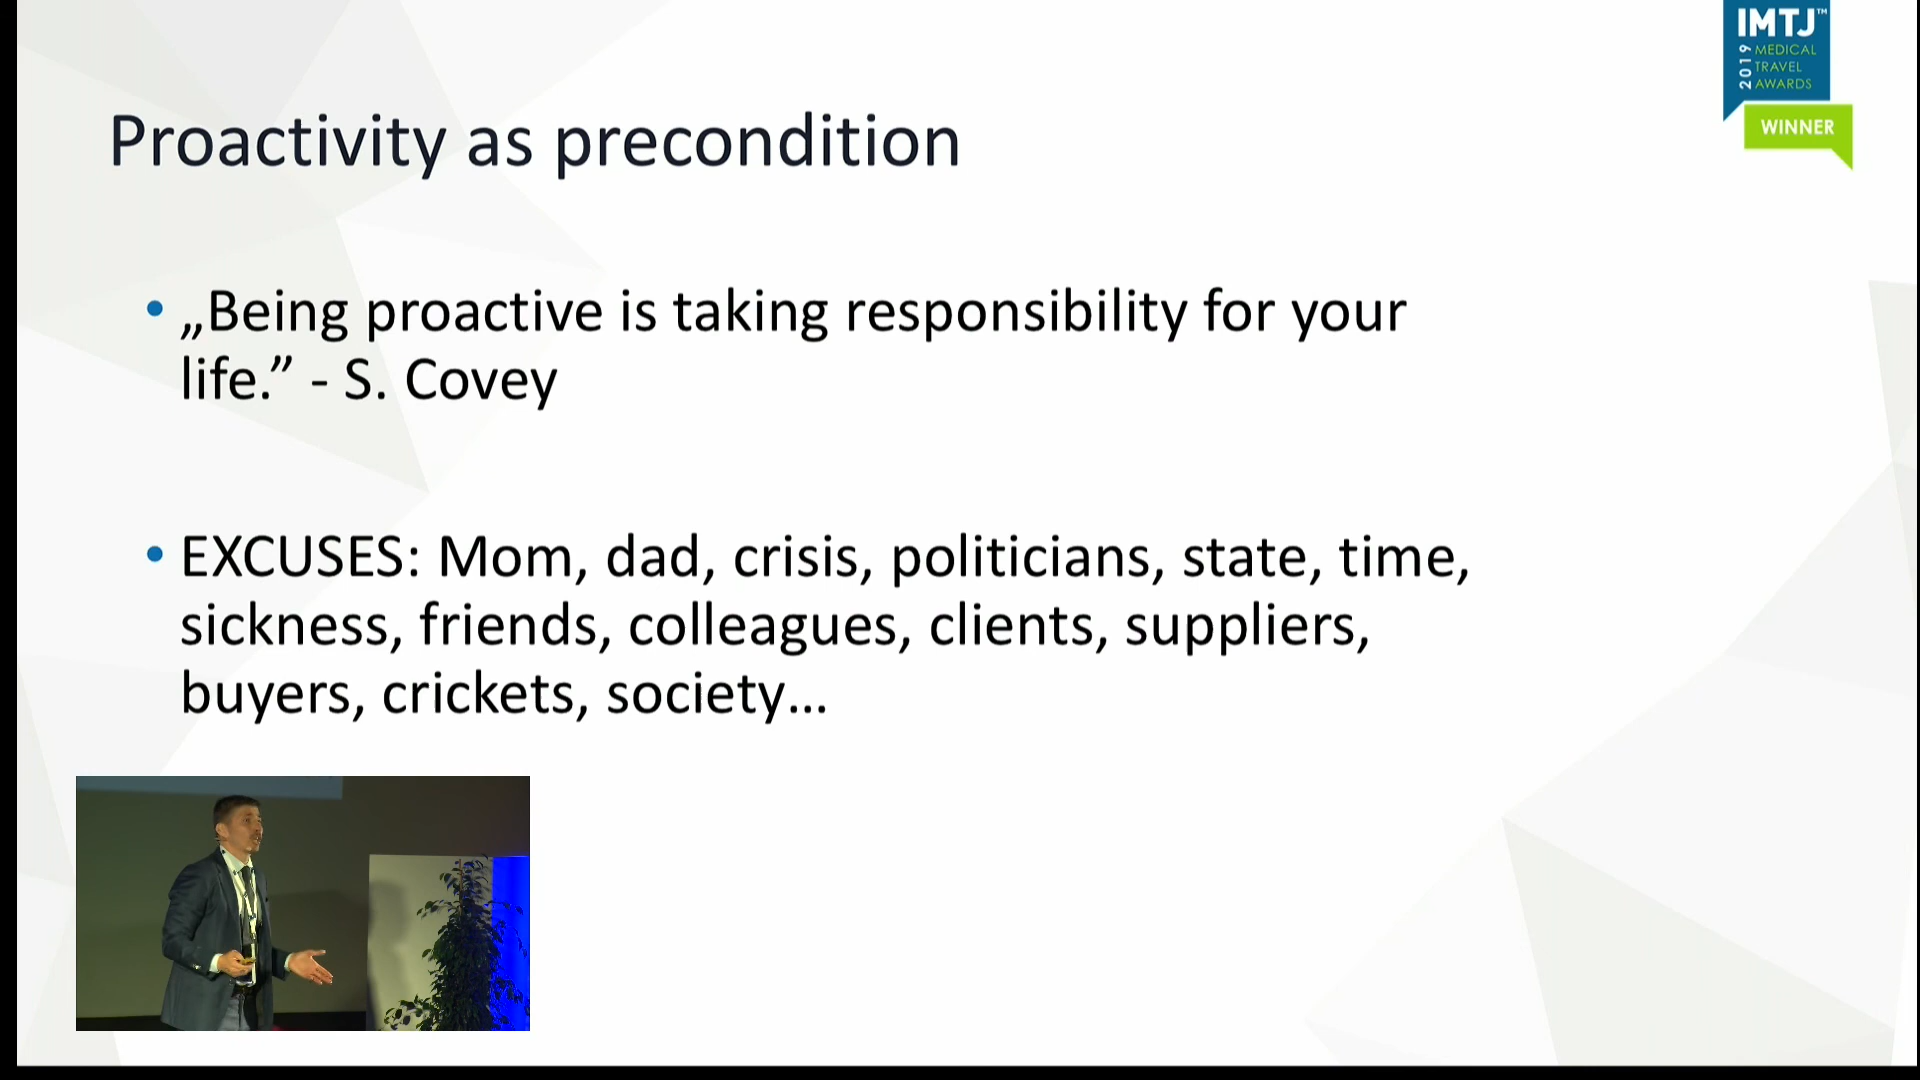 IMTJ™
2019
MEDICAL
TRAVEL
AWARDS
WINNER
Proactivity as precondition
• „Being proactive is taking responsibility for your
life.” - S. Covey
• EXCUSES: Mom, dad, crisis, politicians, state, time,
sickness, friends, colleagues, clients, suppliers,
buyers, crickets, society...